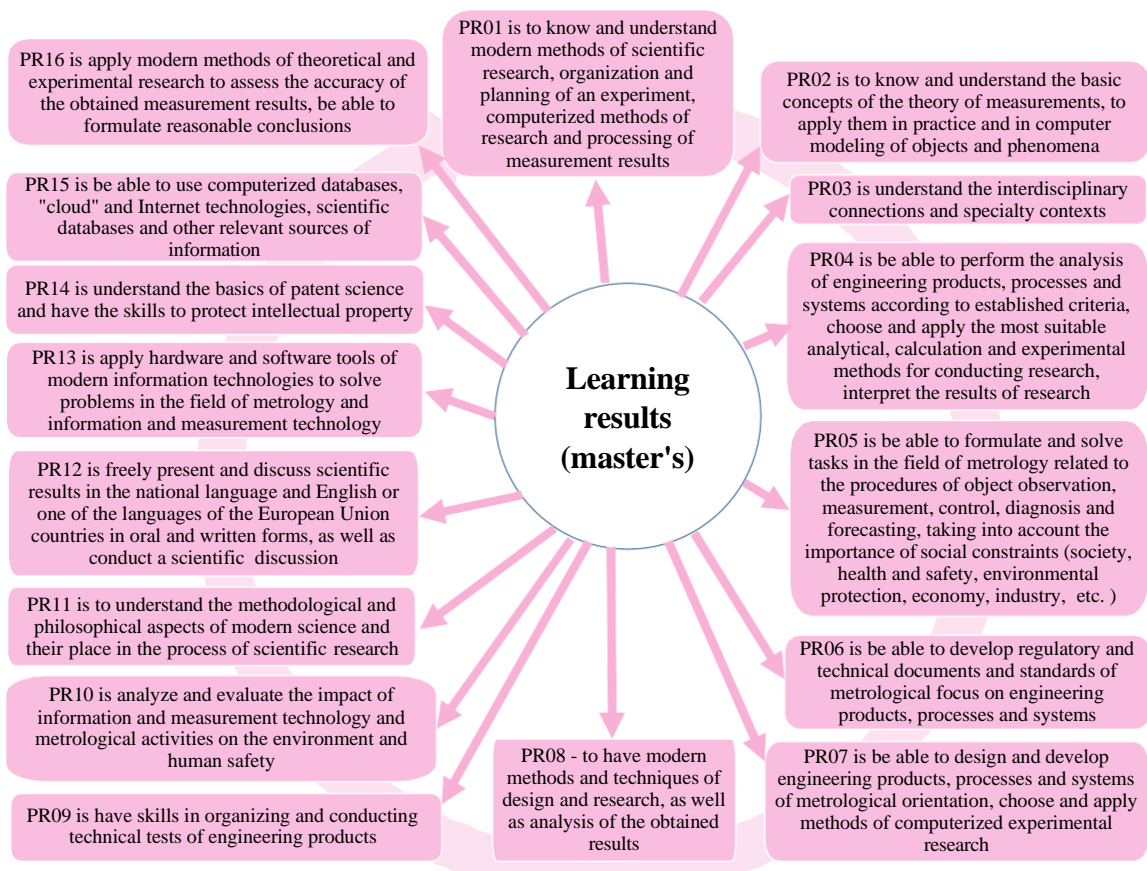 PR01 is to know and understand
modern methods of scientific
research, organization and
planning of an experiment,
computerized methods of
research and processing of
measurement results
PR02 is to know and understand the basic
concepts of the theory of measurements, to
apply them in practice and in computer
modeling of objects and phenomena
PR03 is understand the interdisciplinary
connections and specialty contexts
PR04 is be able to perform the analysis
of engineering products, processes and
systems according to established criteria,
choose and apply the most suitable
analytical, calculation and experimental
methods for conducting research,
interpret the results of research
PR05 is be able to formulate and solve
tasks in the field of metrology related to
the procedures of object observation,
measurement, control, diagnosis and
forecasting, taking into account the
importance of social constraints (society,
health and safety, environmental
protection, economy, industry, etc. )
PR06 is be able to develop regulatory and
technical documents and standards of
metrological focus on engineering
products, processes and systems
PR07 is be able to design and develop
engineering products, processes and systems
of metrological orientation, choose and apply
methods of computerized experimental
research
PR08 - to have modern
methods and techniques of
design and research, as well
as analysis of the obtained
results
PR09 is have skills in organizing and conducting
technical tests of engineering products
PR10 is analyze and evaluate the impact of
information and measurement technology and
metrological activities on the environment and
human safety
PR11 is to understand the methodological and
philosophical aspects of modern science and
their place in the process of scientific research
PR12 is freely present and discuss scientific
results in the national language and English or
one of the languages of the European Union
countries in oral and written forms, as well as
conduct a scientific discussion
PR13 is apply hardware and software tools of
modern information technologies to solve
problems in the field of metrology and
information and measurement technology
PR14 is understand the basics of patent science
and have the skills to protect intellectual property
PR15 is be able to use computerized databases,
"cloud" and Internet technologies, scientific
databases and other relevant sources of
information
PR16 is apply modern methods of theoretical and
experimental research to assess the accuracy of
the obtained measurement results, be able to
formulate reasonable conclusions
Learning
results
(master's)